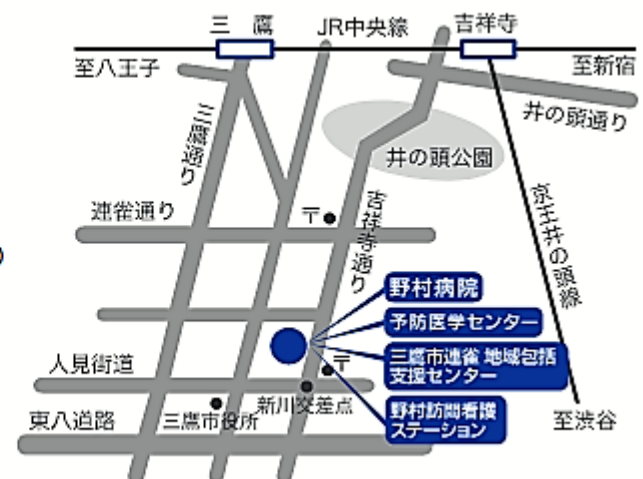 三鷹
JR中央線
吉祥寺
至八王子
至新宿
井の頭通り
三鷹通り
井の頭公園
連雀通り
〒
吉祥寺通り
京王井の頭線
野村病院
予防医学センター
三鷹市連雀 地域包括
支援センター
人見街道
〒
新川交差点
野村訪問看護
ステーション
東八道路
三鷹市役所
至渋谷